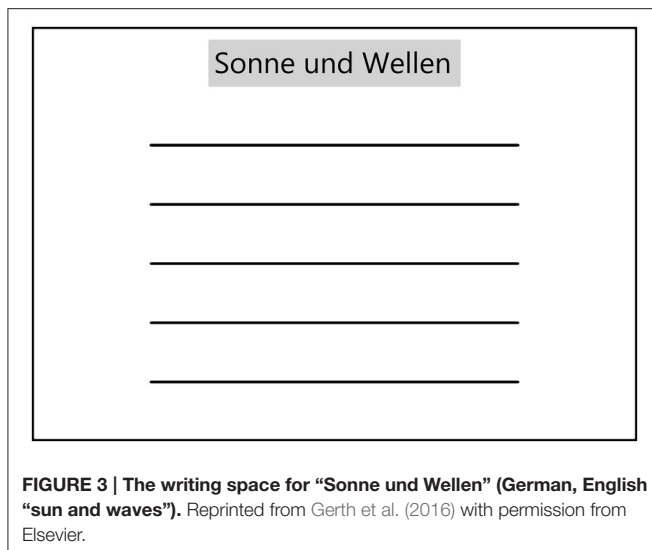 Sonne und Wellen
FIGURE 3 | The writing space for “Sonne und Wellen” (German, English
“sun and waves”). Reprinted from Gerth et al. (2016) with permission from
Elsevier.